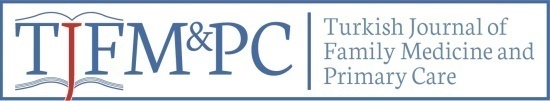 TJFM&PC
Turkish Journal of
Family Medicine and
Primary Care